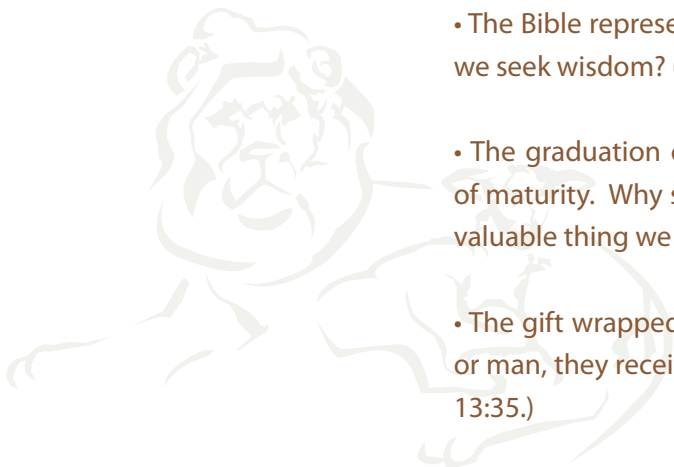 • The Bible represe
we seek wisdom?
• The graduation
of maturity. Why
valuable thing we
• The gift wrapped
or man, they recei
13:35.)